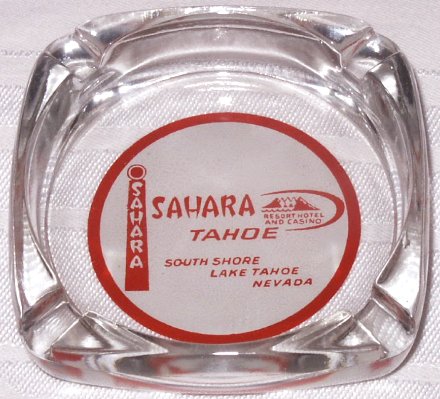 SAHARA
SAHARA
RESORT HOTEL
AND CASINO
TAHOE
SOUTH SHORE
LAKE TAHOE
NEVADA